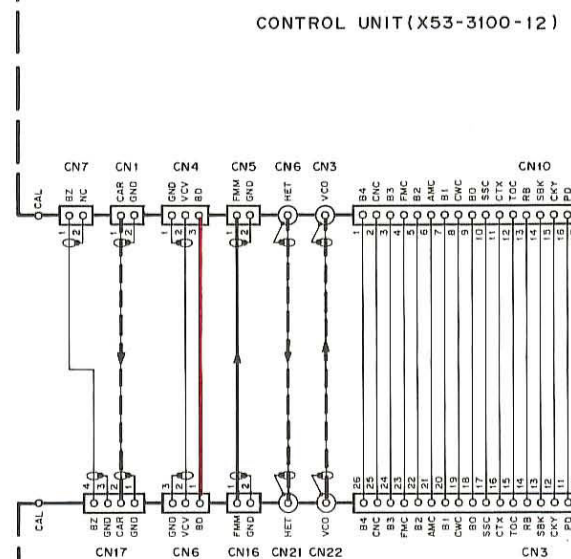 CONTROL UNIT (X53-3100-12)
CN7 CN1 CN4 CN5 CN6 CN3 CN10
CAL BZ NC CAR GND GND VCV BD FMM GND HET VCO B4 CNC B3 FMC B2 AMC B1 CWC B0 SSC CTX TOC RB SBK CKY PD
1 2 1 2 1 2 3 1 2 1 2 3 4 5 6 7 8 9 10 11 12 13 14 15 16
4 3 2 1 3 2 1 1 2 26 25 24 23 22 21 20 19 18 17 16 15 14 13 12 11
CAL BZ GND CAR GND GND VCV BD FMM GND HET VCO B4 CNC B3 FMC B2 AMC B1 CWC B0 SSC CTX TOC RB SBK CKY PD
CN17 CN6 CN16 CN21 CN22 CN3